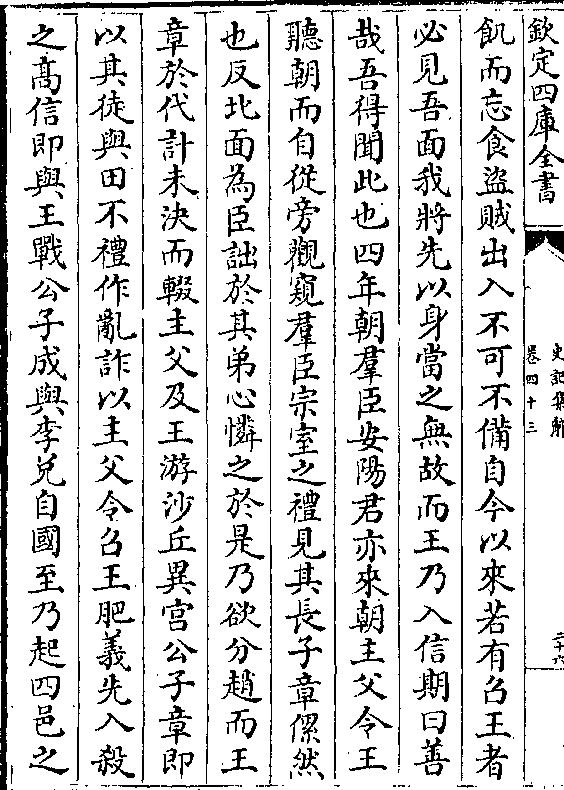 欽定四庫全書
史記集解
卷四十三
二十六
飢而忘食盜賊出入不可不備自今以來若有召王者
必見吾面我將先以身當之無故而王乃入信期曰善
哉吾得聞此也四年朝羣臣安陽君亦來朝主父令王
聽朝而自從旁觀窺羣臣宗室之禮見其長子章傫然
也反北面為臣詘於其弟心憐之於是乃欲分趙而王
章於代計未決而輟主父及王游沙丘異宫公子章即
以其徒與田不禮作亂詐以主父令召王肥義先入殺
之髙信即與王戰公子成與李兌自國至乃起四邑之